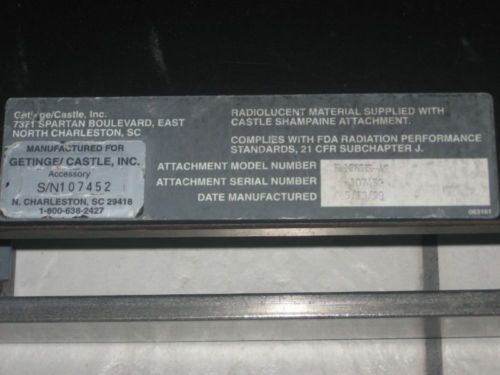 Getinge/Castle, Inc.
7371 SPARTAN BOULEVARD, EAST
NORTH CHARLESTON, SC
MANUFACTURED FOR
GETINGE/ CASTLE, INC.
Accessory
S/N107452
N. CHARLESTON, SC 29418
1-800-638-2427
RADIOLUCENT MATERIAL SUPPLIED WITH
CASTLE SHAMPAINE ATTACHMENT.
COMPLIES WITH FDA RADIATION PERFORMANCE
STANDARDS, 21 CFR SUBCHAPTER J.
ATTACHMENT MODEL NUMBER
ATTACHMENT SERIAL NUMBER 107452
DATE MANUFACTURED